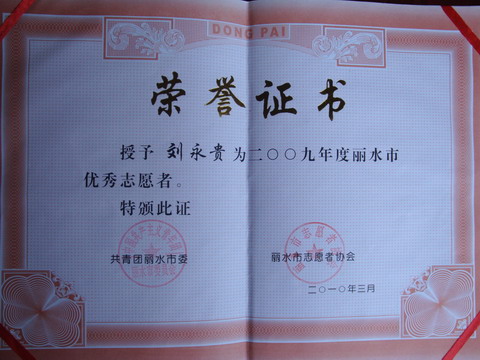 DONG PAI
荣誉证书
授予 刘永贵 为二〇〇九年度丽水市
优秀志愿者。
特颁此证
共青团丽水市委
丽水市志愿者协会
二〇一〇年三月